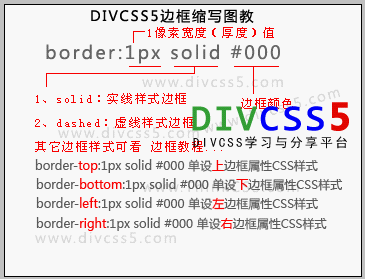 DIVCSS5边框缩写图教
1像素宽度（厚度）值
border:1px solid #000
www.divcss5.com
1、solid：实线样式边框
边框颜色
2、dashed：虚线样式边框
DIVCSS5
DIVCSS学习与分享平台
其它边框样式可看 边框教程...
border-top:1px solid #000 单设上边框属性CSS样式
border-bottom:1px solid #000 单设下边框属性CSS样式
border-left:1px solid #000 单设左边框属性CSS样式
border-right:1px solid #000 单设右边框属性CSS样式
www.divcss5.com